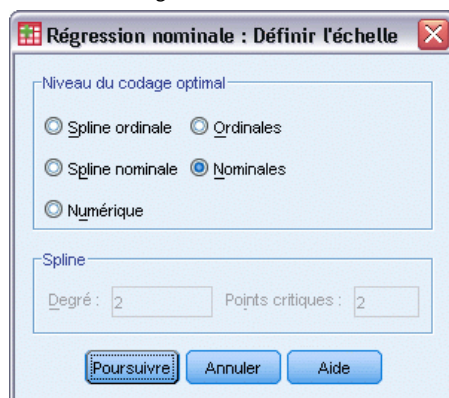 Régression nominale : Définir l'échelle
Niveau du codage optimal
Spline ordinale Ordinales
Spline nominale Nominales
Numérique
Spline
Degré : 2 Points critiques : 2
Poursuivre Annuler Aide